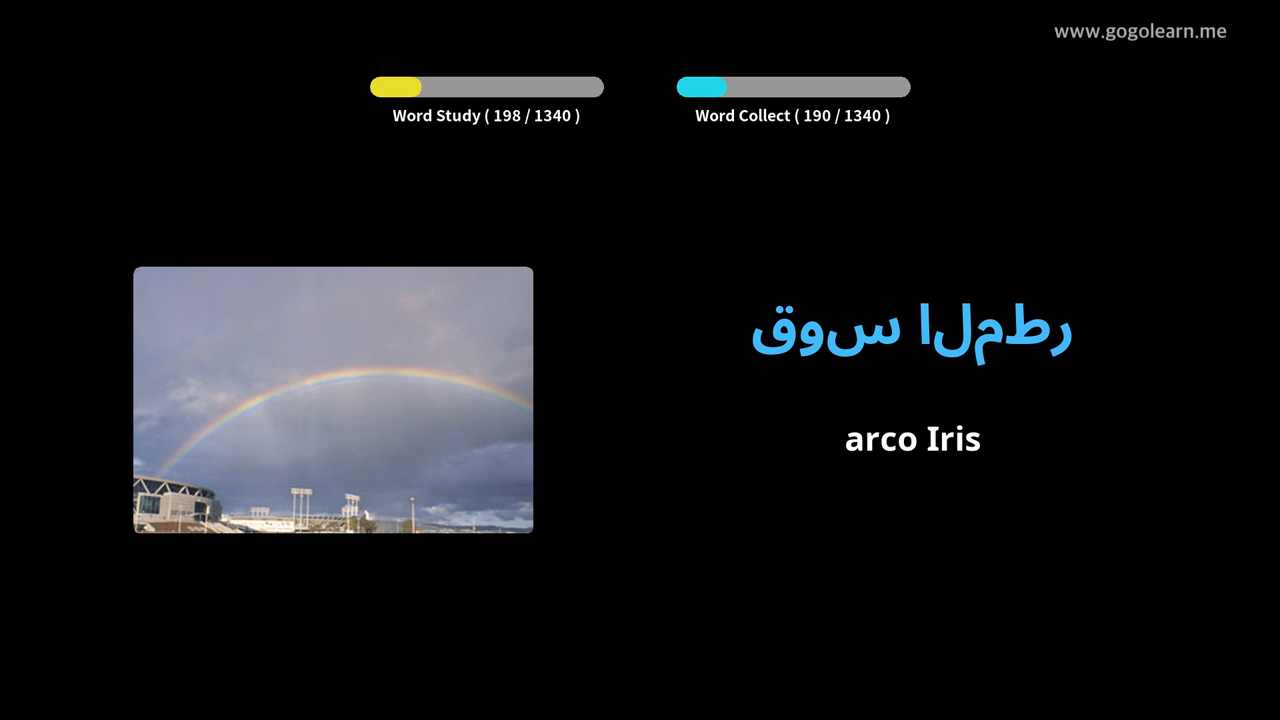 www.gogolearn.me
Word Study ( 198 / 1340 )
Word Collect ( 190 / 1340 )
رطملا سوق
arco Iris